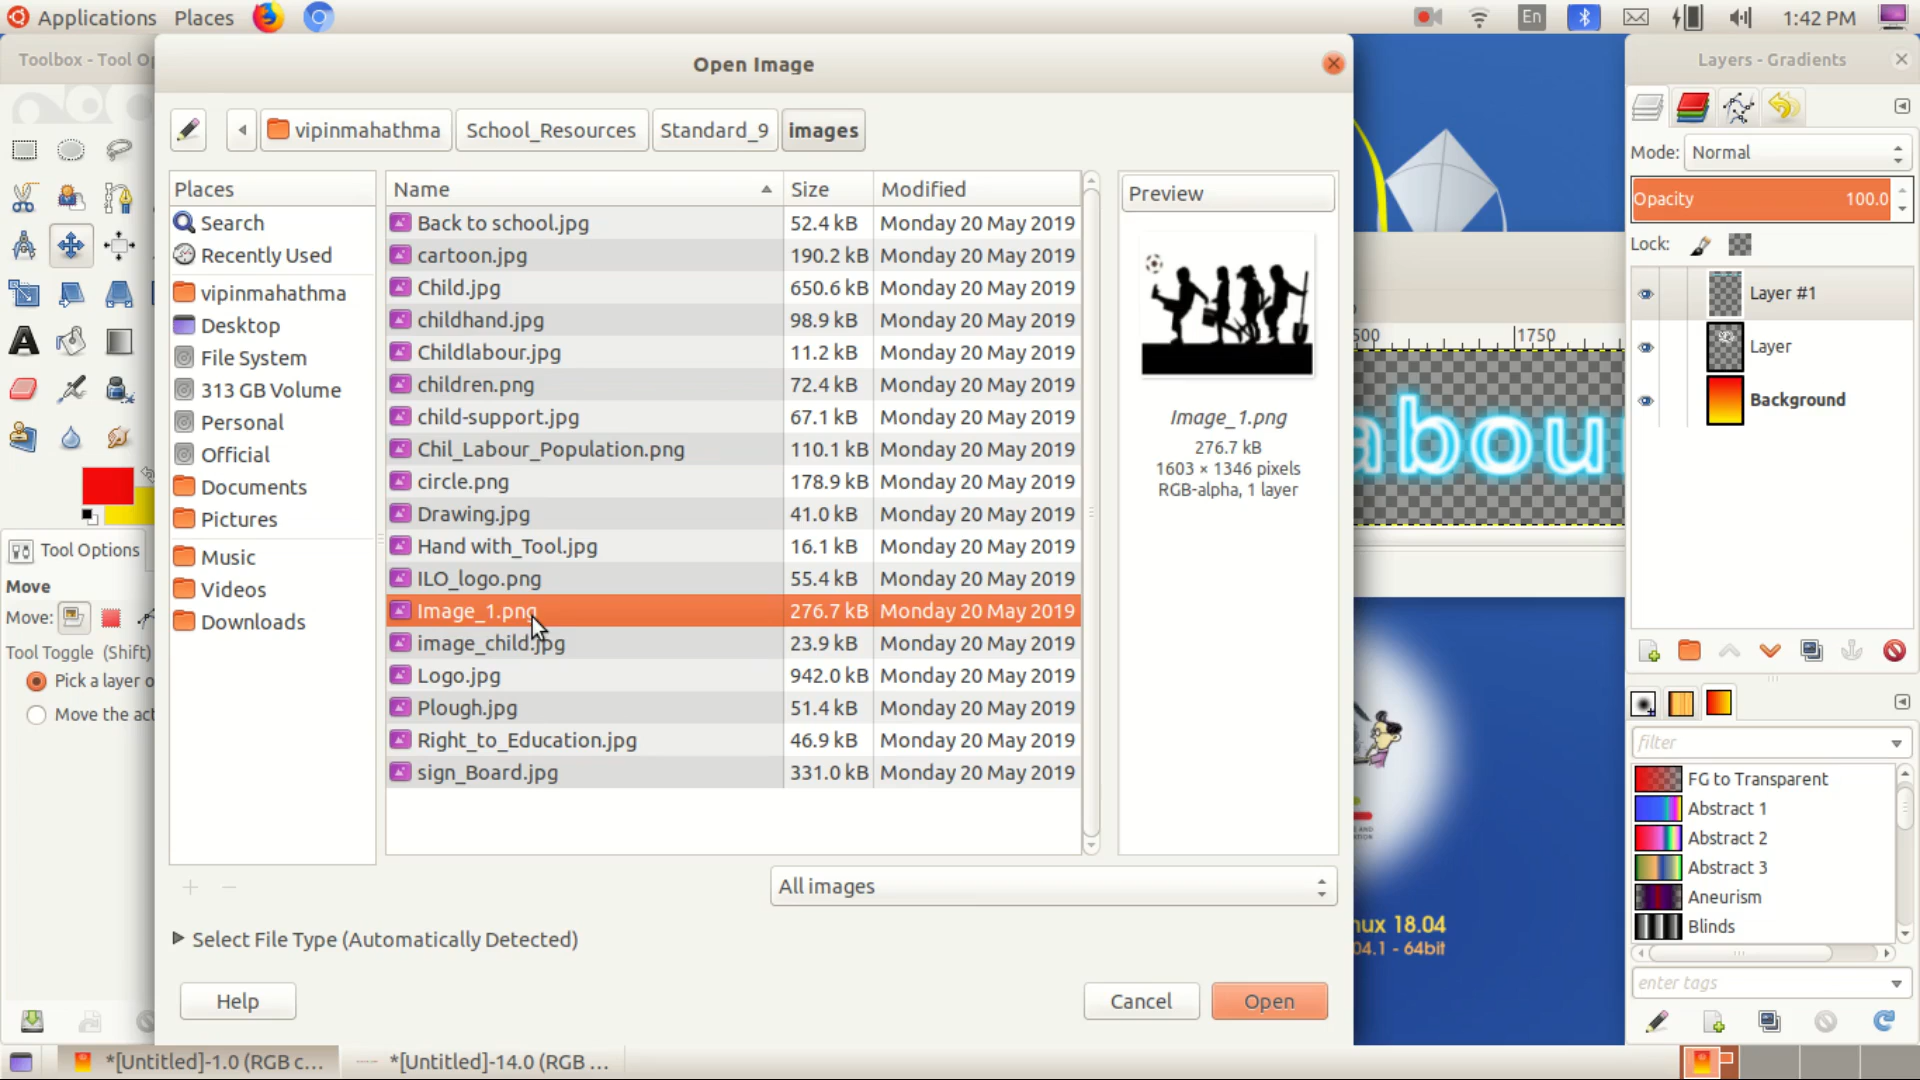 Applications Places
En
1:42 PM
Toolbox - Tool Op
Open Image
Layers - Gradients
vipinmahathma School_Resources Standard_9 images
Mode: Normal
Opacity 100.0
Lock:
Places
Search
Recently Used
vipinmahathma
Desktop
File System
313 GB Volume
Personal
Official
Documents
Pictures
Music
Videos
Downloads
Name Size Modified
Back to school.jpg 52.4 kB Monday 20 May 2019
cartoon.jpg 190.2 kB Monday 20 May 2019
Child.jpg 650.6 kB Monday 20 May 2019
childhand.jpg 98.9 kB Monday 20 May 2019
Childlabour.jpg 11.2 kB Monday 20 May 2019
children.png 72.4 kB Monday 20 May 2019
child-support.jpg 67.1 kB Monday 20 May 2019
Chil_Labour_Population.png 110.1 kB Monday 20 May 2019
circle.png 178.9 kB Monday 20 May 2019
Drawing.jpg 41.0 kB Monday 20 May 2019
Hand with_Tool.jpg 16.1 kB Monday 20 May 2019
ILO_logo.png 55.4 kB Monday 20 May 2019
Image_1.png 276.7 kB Monday 20 May 2019
image_child.jpg 23.9 kB Monday 20 May 2019
Logo.jpg 942.0 kB Monday 20 May 2019
Plough.jpg 51.4 kB Monday 20 May 2019
Right_to_Education.jpg 46.9 kB Monday 20 May 2019
sign_Board.jpg 331.0 kB Monday 20 May 2019
Preview
Image_1.png
276.7 kB
1603 × 1346 pixels
RGB-alpha, 1 layer
All images
Select File Type (Automatically Detected)
Help
Cancel
Open
Tool Options
Move
Move:
Tool Toggle (Shift)
Pick a layer o
Move the act
500 1750
abou
nux 18.04
04.1 - 64bit
Layer #1
Layer
Background
filter
FG to Transparent
Abstract 1
Abstract 2
Abstract 3
Aneurism
Blinds
enter tags
*[Untitled]-1.0 (RGB c... *[Untitled]-14.0 (RGB ...